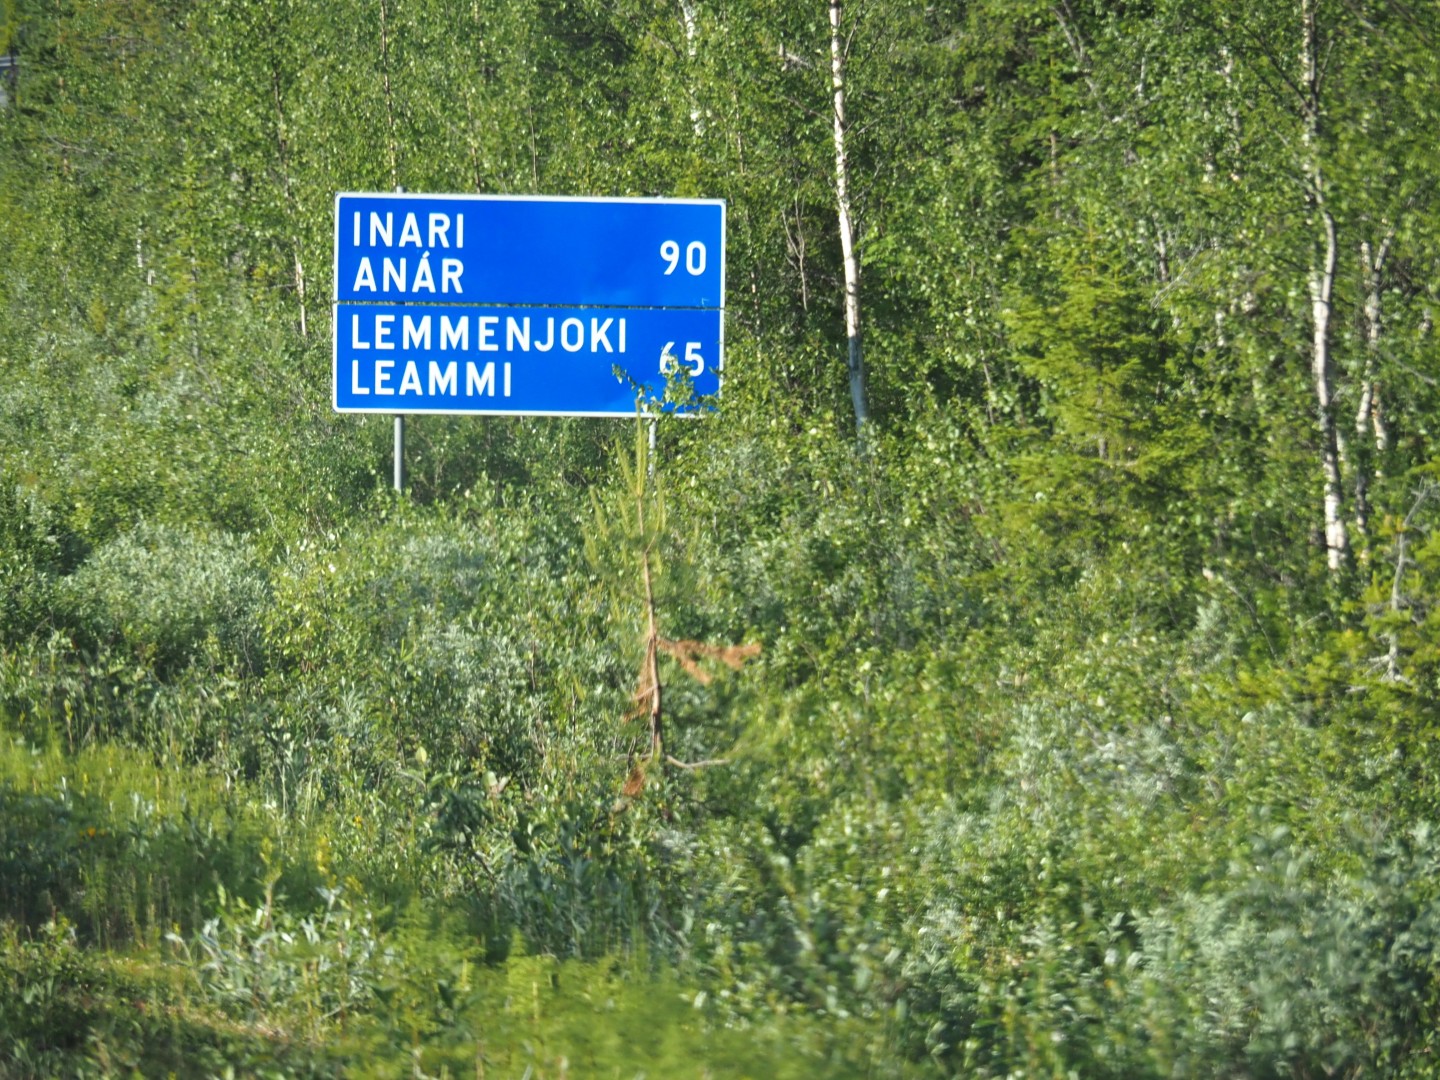 INARI
ANÁR 90
LEMMENJOKI
LEAMMI 65